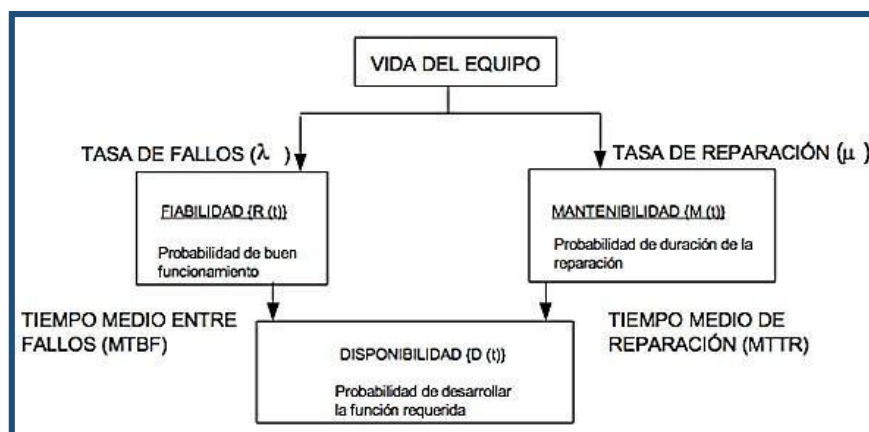 VIDA DEL EQUIPO
TASA DE FALLOS (λ )
TASA DE REPARACIÓN (μ )
FIABILIDAD {R (t)}
Probabilidad de buen
funcionamiento
MANTENIBILIDAD {M (t)}
Probabilidad de duración de la
reparación
TIEMPO MEDIO ENTRE
FALLOS (MTBF)
TIEMPO MEDIO DE
REPARACIÓN (MTTR)
DISPONIBILIDAD {D (t)}
Probabilidad de desarrollar
la función requerida